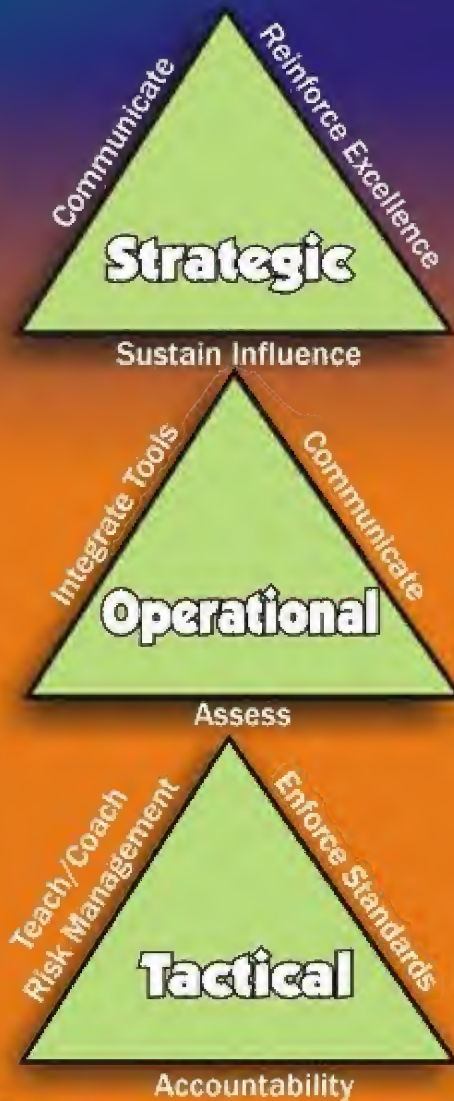 Communicate
Reinforce Excellence
Strategic
Sustain Influence
Integrate Tools
Communicate
Operational
Assess
Teach/Coach
Risk Management
Enforce Standards
Tactical
Accountability